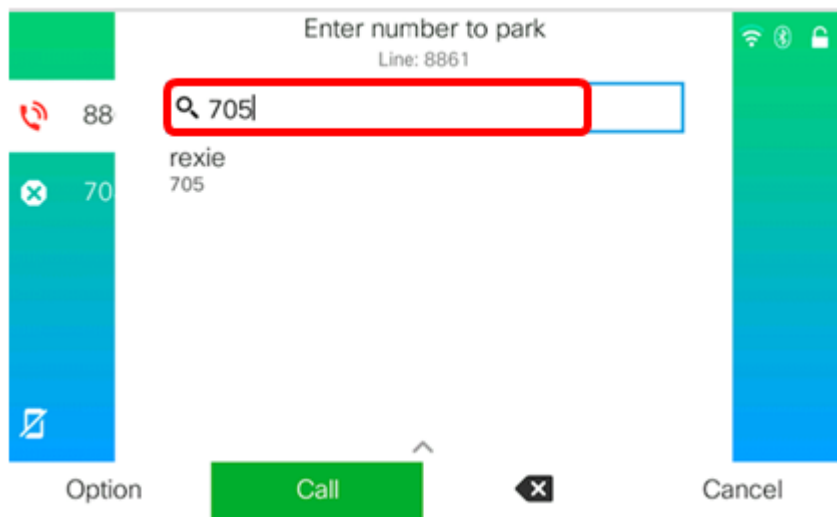 Enter number to park
Line: 8861
88
705
rexie
705
70
Option
Call
Cancel